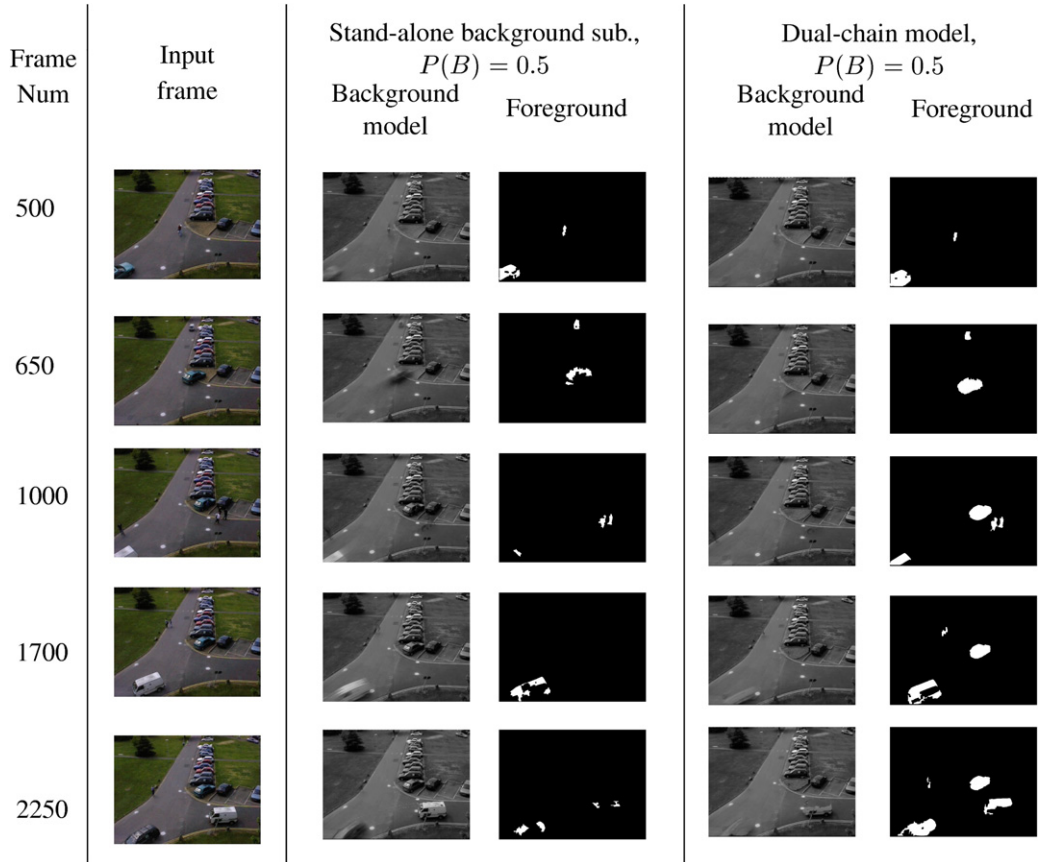 Frame
Num
Input
frame
Stand-alone background sub.,
P(B) = 0.5
Background
model
Foreground
Dual-chain model,
P(B) = 0.5
Background
model
Foreground
500
650
1000
1700
2250